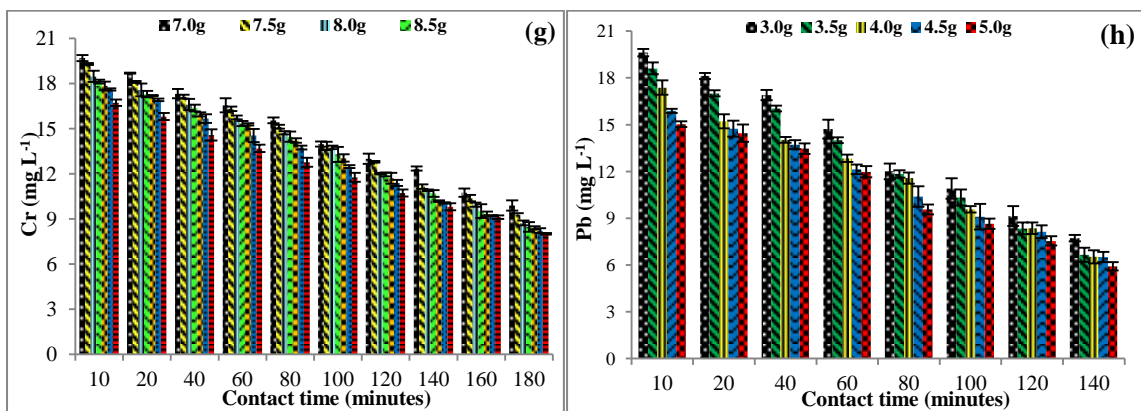 7.0g 7.5g 8.0g 8.5g (g)
Cr (mg L-1)
21
18
15
12
9
6
3
0
10 20 40 60 80 100 120 140 160 180
Contact time (minutes)
3.0g 3.5g 4.0g 4.5g 5.0g (h)
Pb (mg L-1)
21
18
15
12
9
6
3
0
10 20 40 60 80 100 120 140
Contact time (minutes)